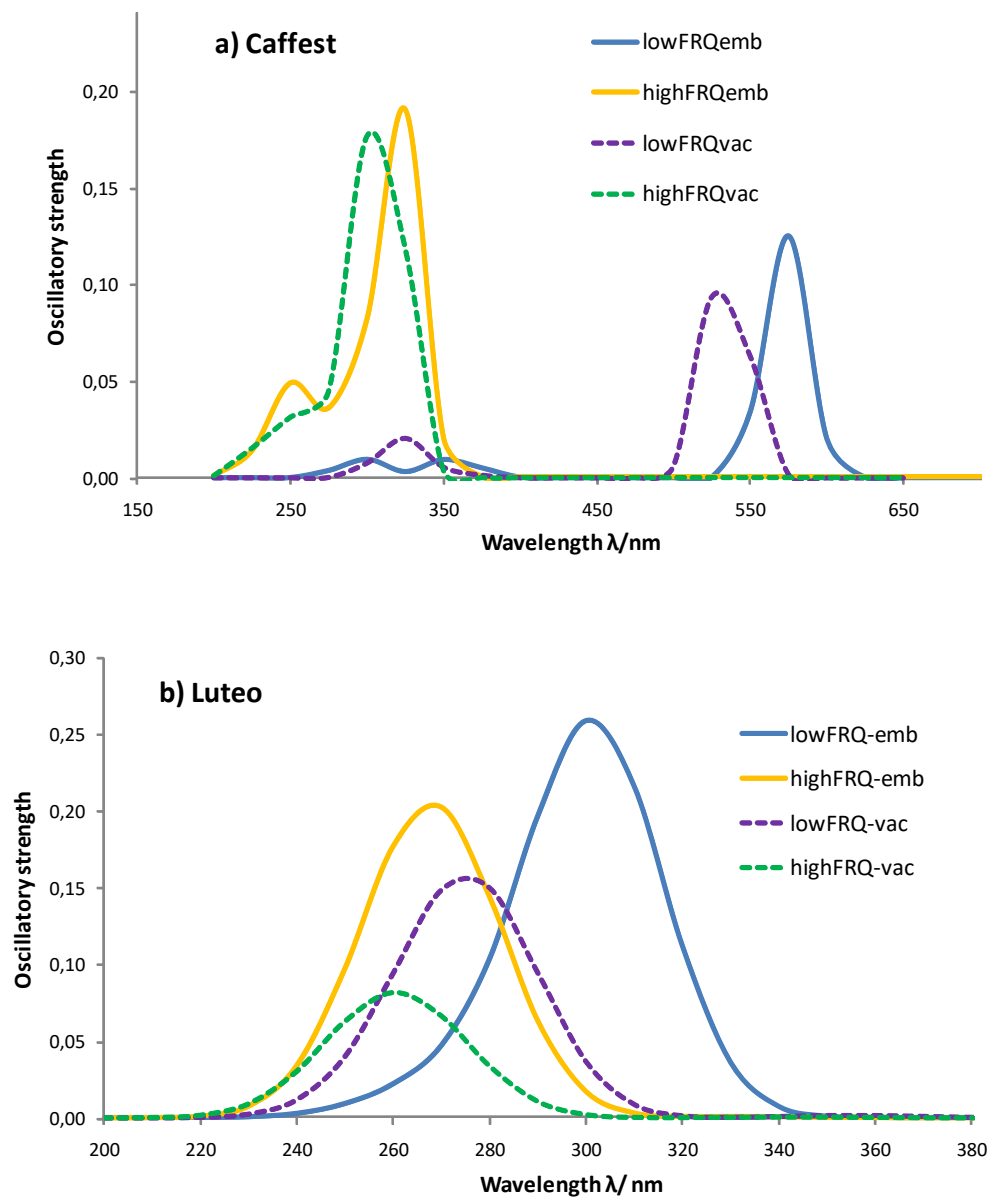 a) Caffest
lowFRQemb
highFRQemb
lowFRQvac
highFRQvac
Oscillatory strength
0,20
0,15
0,10
0,05
0,00
150 250 350 450 550 650
Wavelength λ/nm
b) Luteo
lowFRQ-emb
highFRQ-emb
lowFRQ-vac
highFRQ-vac
Oscillatory strength
0,30
0,25
0,20
0,15
0,10
0,05
0,00
200 220 240 260 280 300 320 340 360 380
Wavelength λ/ nm